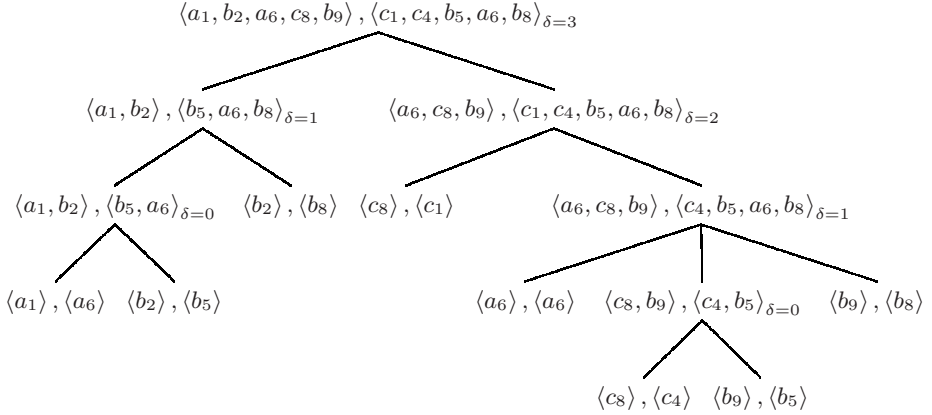 ⟨a₁, b₂, a₆, c₈, b₉⟩ , ⟨c₁, c₄, b₅, a₆, b₈⟩δ=3
⟨a₁, b₂⟩ , ⟨b₅, a₆, b₈⟩δ=1 ⟨a₆, c₈, b₉⟩ , ⟨c₁, c₄, b₅, a₆, b₈⟩δ=2
⟨a₁, b₂⟩ , ⟨b₅, a₆⟩δ=0 ⟨b₂⟩ , ⟨b₈⟩ ⟨c₈⟩ , ⟨c₁⟩ ⟨a₆, c₈, b₉⟩ , ⟨c₄, b₅, a₆, b₈⟩δ=1
⟨a₁⟩ , ⟨a₆⟩ ⟨b₂⟩ , ⟨b₅⟩ ⟨a₆⟩ , ⟨a₆⟩ ⟨c₈, b₉⟩ , ⟨c₄, b₅⟩δ=0 ⟨b₉⟩ , ⟨b₈⟩
⟨c₈⟩ , ⟨c₄⟩ ⟨b₉⟩ , ⟨b₅⟩